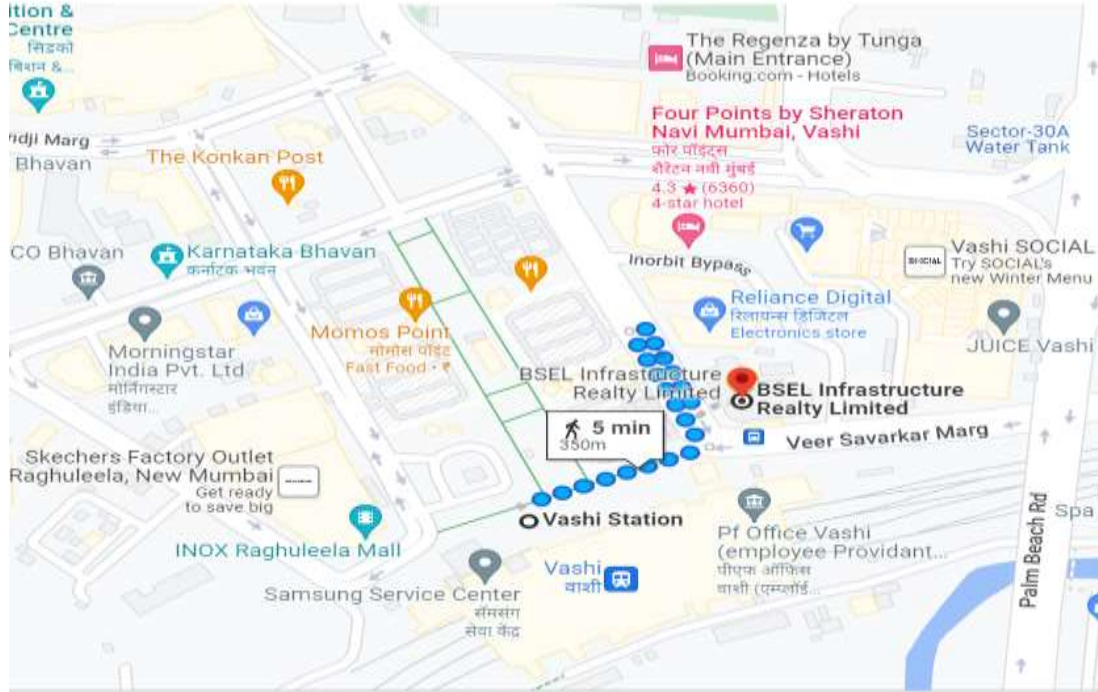 ition &
Centre
सिडको
The Regenza by Tunga
(Main Entrance)
Booking.com - Hotels
Four Points by Sheraton
Navi Mumbai, Vashi
फोर पॉइंट्स
शेरेटन नवी मुंबई
4.3 ★ (6360)
4-star hotel
Sector-30A
Water Tank
idji Marg
Bhavan
The Konkan Post
CO Bhavan
Karnataka Bhavan
कर्नाटक भवन
Inorbit Bypass
SOCIAL
Vashi SOCIAL
Try SOCIAL's
new Winter Menu
Reliance Digital
रिलायन्स डिजिटल
Electronics store
JUICE Vashi
Momos Point
मोमोस पॉइंट
Fast Food • ₹
Morningstar
India Pvt. Ltd
मोर्निंगस्टार
इंडिया...
BSEL Infrastructure
Realty Limited
BSEL Infrastructure
Realty Limited
5 min
350m
Veer Savarkar Marg
Skechers Factory Outlet
Raghuleela, New Mumbai
Get ready
to save big
Vashi Station
INOX Raghuleela Mall
Pf Office Vashi
(employee Providant...
पीएफ ऑफिस
वाशी (एम्प्लॉई...
Palm Beach Rd
Spa
Vashi
वाशी
Samsung Service Center
सॅमसंग
सेवा केंद्र